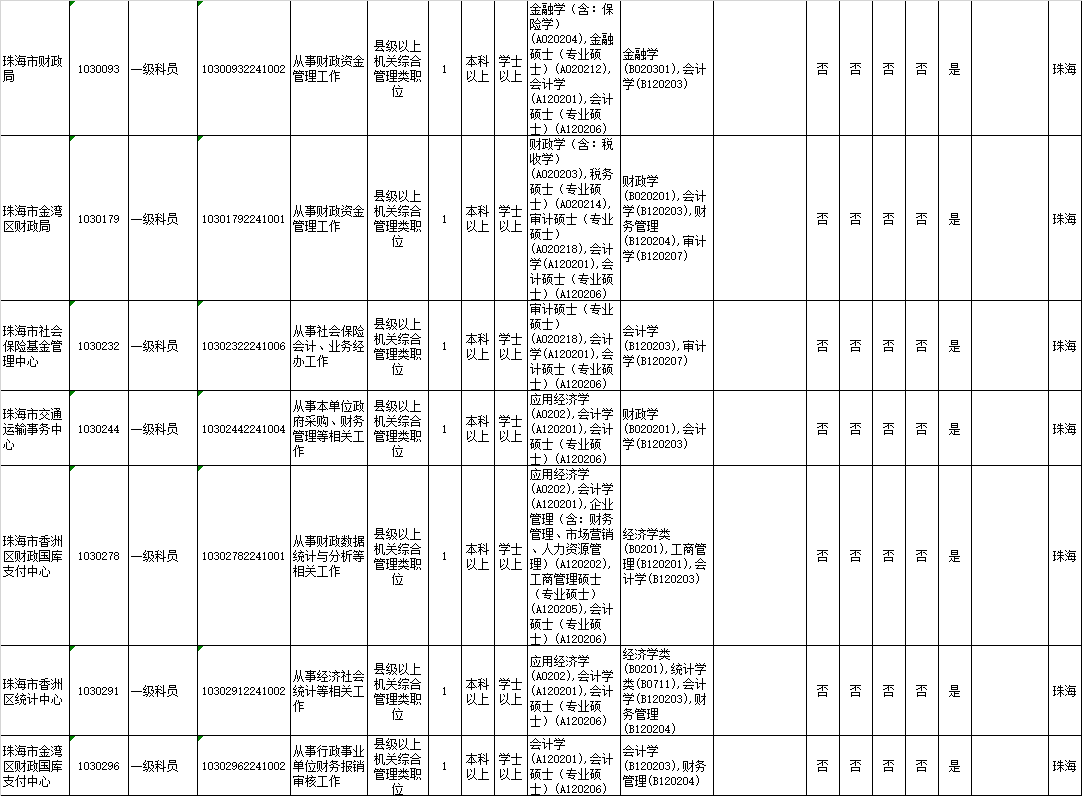 珠海市财政
局
1030093
一级科员
10300932241002
从事财政资金
管理工作
县级以上
机关综合
管理类职
位
1
本科
以上
学士
以上
金融学（含：保
险学）
(A020204),金融
硕士（专业硕
士）(A020212),
会计学
(A120201),会计
硕士（专业硕
士）(A120206)
金融学
(B020301),会计
学(B120203)
否
否
否
否
是
珠海
珠海市金湾
区财政局
1030179
一级科员
10301792241001
从事财政资金
管理工作
县级以上
机关综合
管理类职
位
1
本科
以上
学士
以上
财政学（含：税
收学）
(A020203),税务
硕士（专业硕
士）(A020214),
审计硕士（专业
硕士）
(A020218),会计
学(A120201),会
计硕士（专业硕
士）(A120206)
财政学
(B020201),会计
学(B120203),财
务管理
(B120204),审计
学(B120207)
否
否
否
否
是
珠海
珠海市社会
保险基金管
理中心
1030232
一级科员
10302322241006
从事社会保险
会计、业务经
办工作
县级以上
机关综合
管理类职
位
1
本科
以上
学士
以上
审计硕士（专业
硕士）
(A020218),会计
学(A120201),会
计硕士（专业硕
士）(A120206)
会计学
(B120203),审计
学(B120207)
否
否
否
否
是
珠海
珠海市交通
运输事务中
心
1030244
一级科员
10302442241004
从事本单位政
府采购、财务
管理等相关工
作
县级以上
机关综合
管理类职
位
1
本科
以上
学士
以上
应用经济学
(A0202),会计学
(A120201),会计
硕士（专业硕
士）(A120206)
财政学
(B020201),会计
学(B120203)
否
否
否
否
是
珠海
珠海市香洲
区财政国库
支付中心
1030278
一级科员
10302782241001
从事财政数据
统计与分析等
相关工作
县级以上
机关综合
管理类职
位
1
本科
以上
学士
以上
应用经济学
(A0202),会计学
(A120201),企业
管理（含：财务
管理、市场营销
、人力资源管
理）(A120202),
工商管理硕士
（专业硕士）
(A120205),会计
硕士（专业硕
士）(A120206)
经济学类
(B0201),工商管
理(B120201),会
计学(B120203)
否
否
否
否
是
珠海
珠海市香洲
区统计中心
1030291
一级科员
10302912241002
从事经济社会
统计等相关工
作
县级以上
机关综合
管理类职
位
1
本科
以上
学士
以上
应用经济学
(A0202),会计学
(A120201),会计
硕士（专业硕
士）(A120206)
经济学类
(B0201),统计学
类(B0711),会计
学(B120203),财
务管理
(B120204)
否
否
否
否
是
珠海
珠海市金湾
区财政国库
支付中心
1030296
一级科员
10302962241002
从事行政事业
单位财务报销
审核工作
县级以上
机关综合
管理类职
位
1
本科
以上
学士
以上
会计学
(A120201),会计
硕士（专业硕
士）(A120206)
会计学
(B120203),财务
管理(B120204)
否
否
否
否
是
珠海